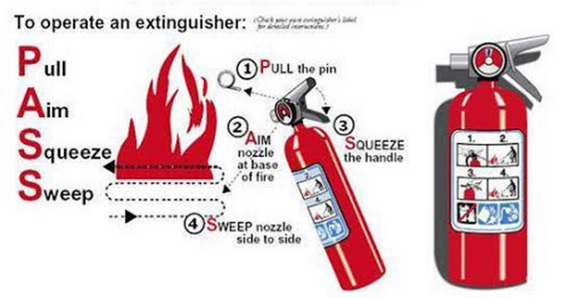 To operate an extinguisher: (Check your own extinguisher's label
for detailed instructions.)
Pull
Aim
Squeeze
Sweep
1 PULL the pin
2 AIM
nozzle
at base
of fire
3 SQUEEZE
the handle
4 SWEEP nozzle
side to side
1. 2.
3. 4.
2.
4.